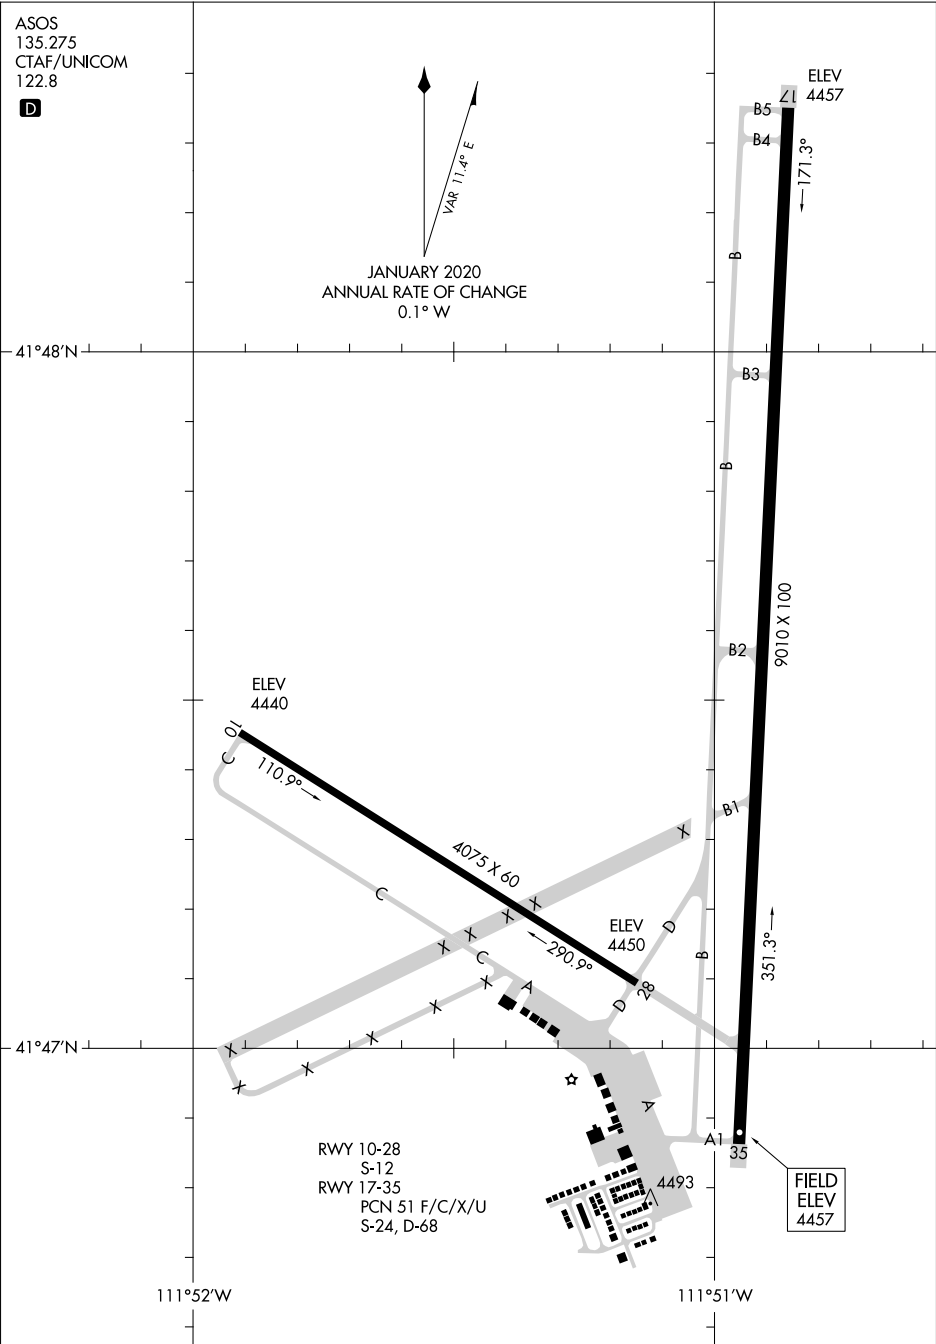 ASOS
135.275
CTAF/UNICOM
122.8
D
VAR 11.4° E
JANUARY 2020
ANNUAL RATE OF CHANGE
0.1° W
ELEV
4457
17
B5
B4
171.3°
B
41°48'N
B3
B
9010 X 100
B2
ELEV
4440
10
C
110.9°
B1
X
4075 X 60
C
X
X
X
X
ELEV
4450
D
290.9°
351.3°
B
C
X
A
28
D
X
X
41°47'N
X
X
X
A
A1
35
RWY 10-28
S-12
RWY 17-35
PCN 51 F/C/X/U
S-24, D-68
4493
FIELD
ELEV
4457
111°52'W
111°51'W